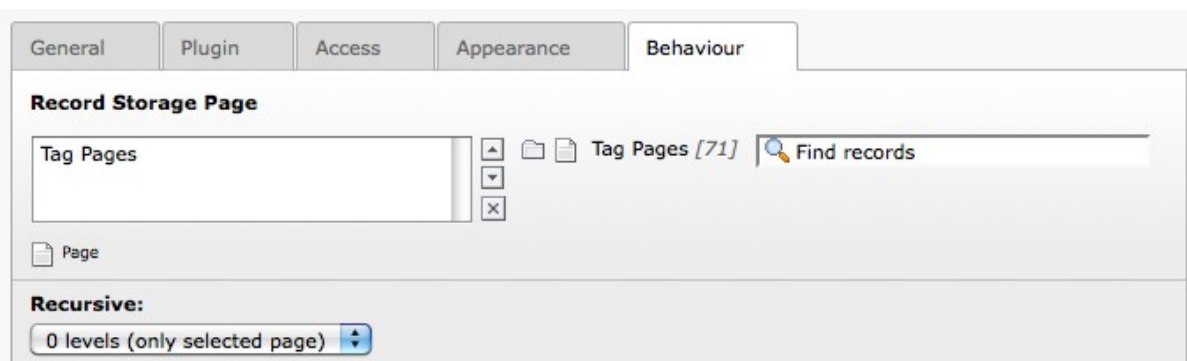 General Plugin Access Appearance Behaviour
Record Storage Page
Tag Pages Tag Pages [71] Find records
Page
Recursive:
0 levels (only selected page)